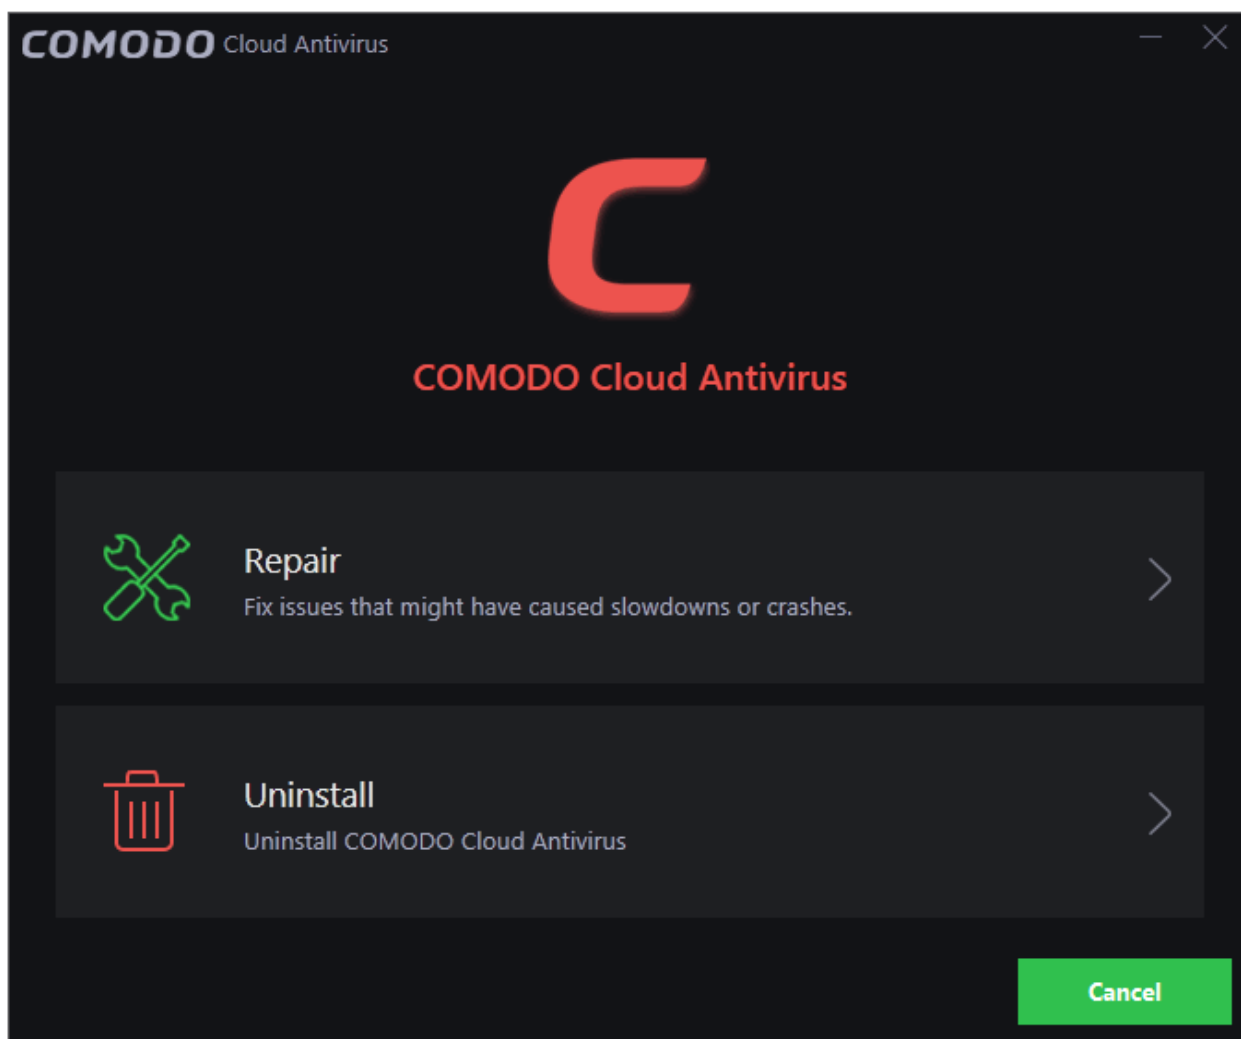 COMODO Cloud Antivirus
COMODO Cloud Antivirus
Repair
Fix issues that might have caused slowdowns or crashes.
Uninstall
Uninstall COMODO Cloud Antivirus
Cancel